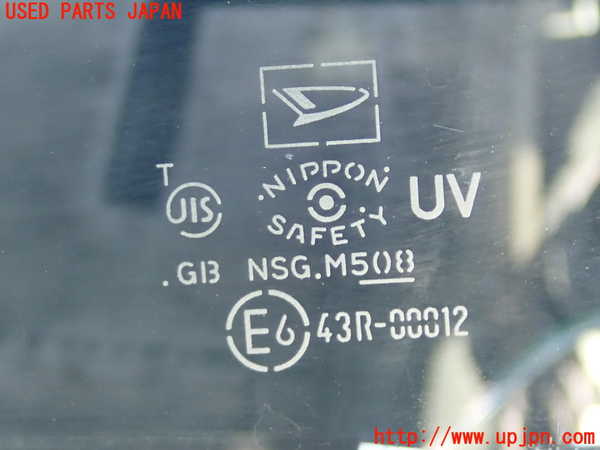 USED PARTS JAPAN
T
JIS
NIPPON
SAFETY
UV
.GB NSG.M508
E6 43R-00012
http://www.upjpn.com